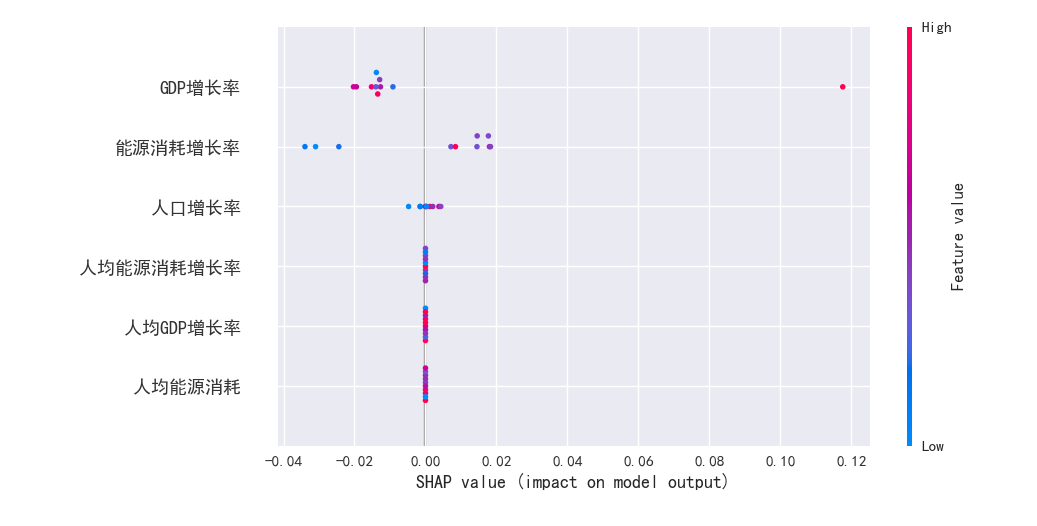 High
GDP增长率
能源消耗增长率
人口增长率
人均能源消耗增长率
人均GDP增长率
人均能源消耗
Feature value
Low
-0.04 -0.02 0.00 0.02 0.04 0.06 0.08 0.10 0.12
SHAP value (impact on model output)